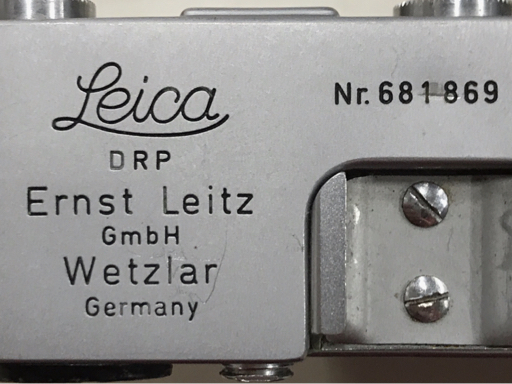 Leica
DRP
Ernst Leitz
GmbH
Wetzlar
Germany
Nr. 681869